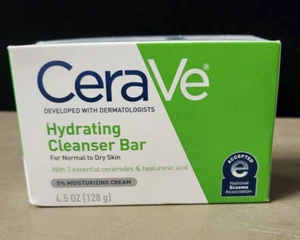 CeraVe
DEVELOPED WITH DERMATOLOGISTS
Hydrating
Cleanser Bar
For Normal to Dry Skin
With 3 essential ceramides & hyaluronic acid
5% MOISTURIZING CREAM
4.5 OZ (128 g)
ACCEPTED
e
National
Eczema
Association